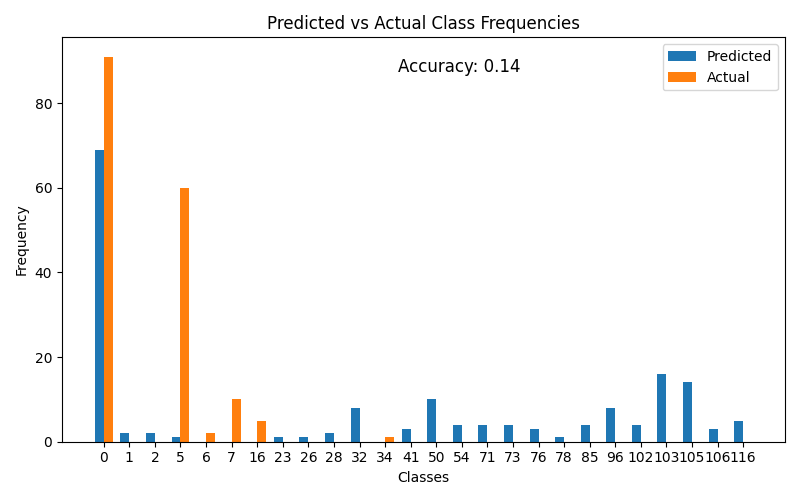 Predicted vs Actual Class Frequencies
Accuracy: 0.14
Predicted
Actual
Frequency
80
60
40
20
0
0 1 2 5 6 7 16 23 26 28 32 34 41 50 54 71 73 76 78 85 96 102 103 105 106 116
Classes